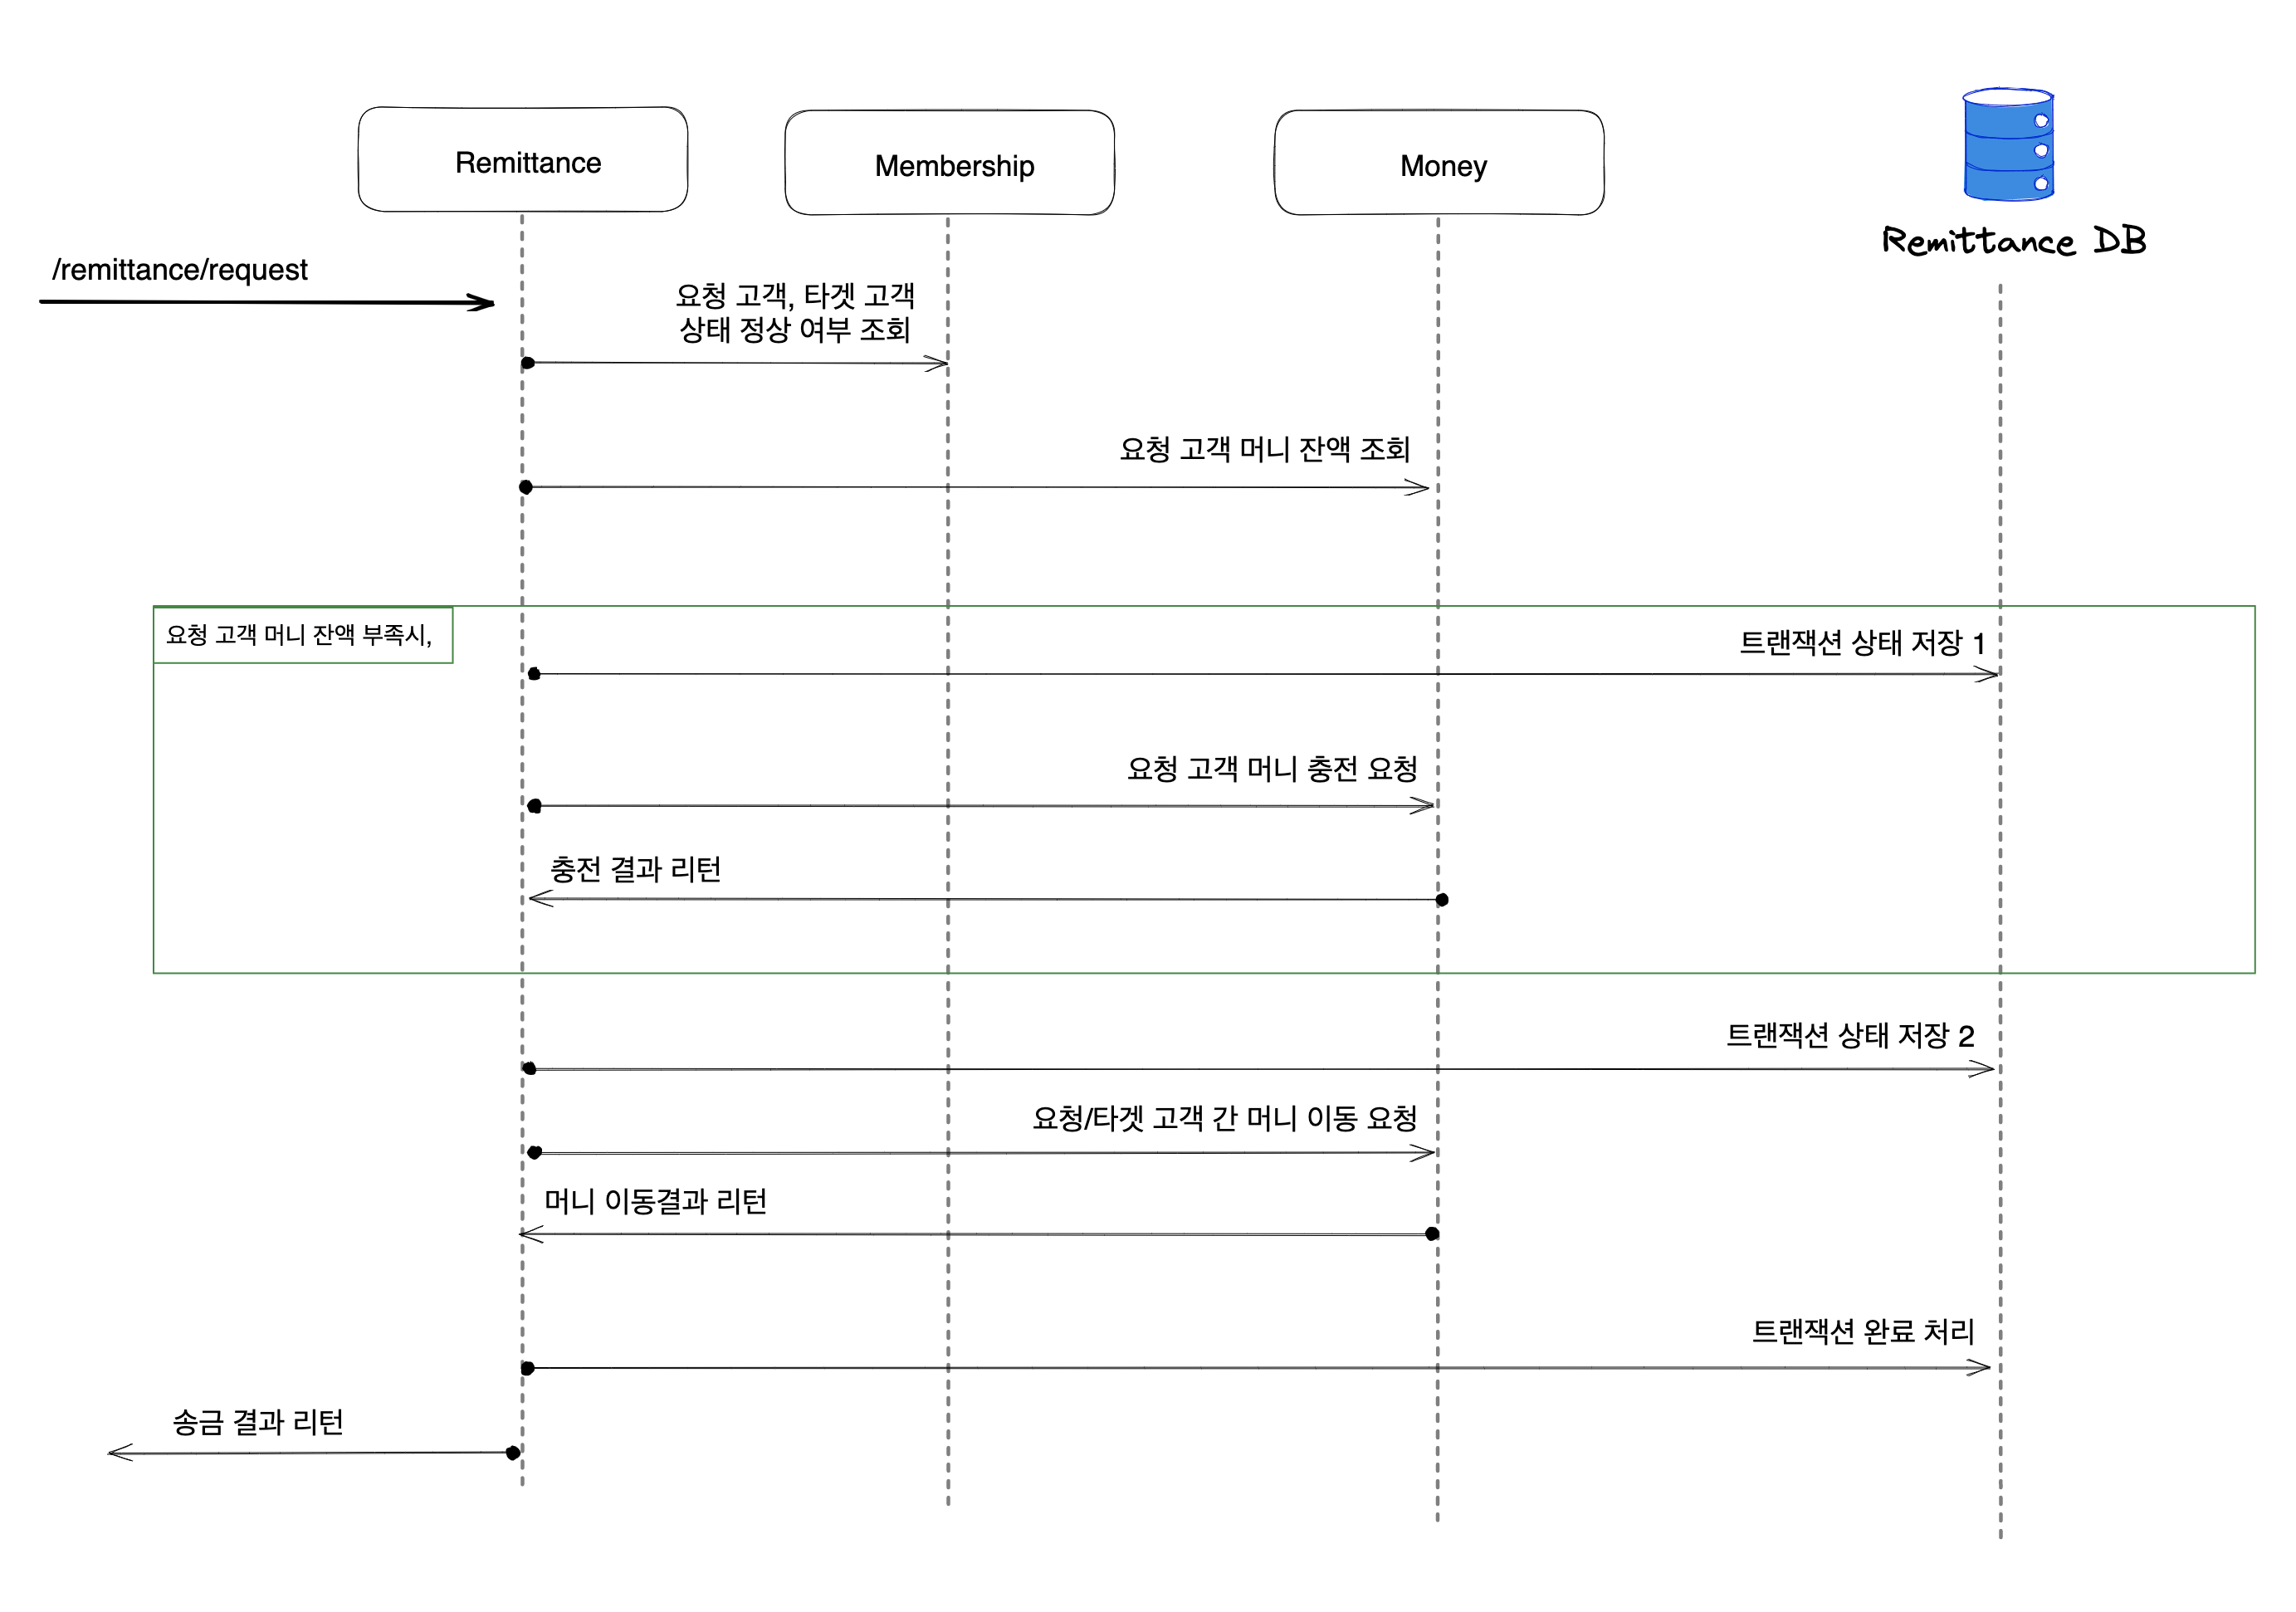 Remittance
Membership
Money
Remittance DB
/remittance/request
요청 고객, 타겟 고객
상태 정상 여부 조회
요청 고객 머니 잔액 조회
요청 고객 머니 잔액 부족시,
트랜잭션 상태 저장 1
요청 고객 머니 충전 요청
충전 결과 리턴
트랜잭션 상태 저장 2
요청/타겟 고객 간 머니 이동 요청
머니 이동결과 리턴
트랜잭션 완료 처리
송금 결과 리턴